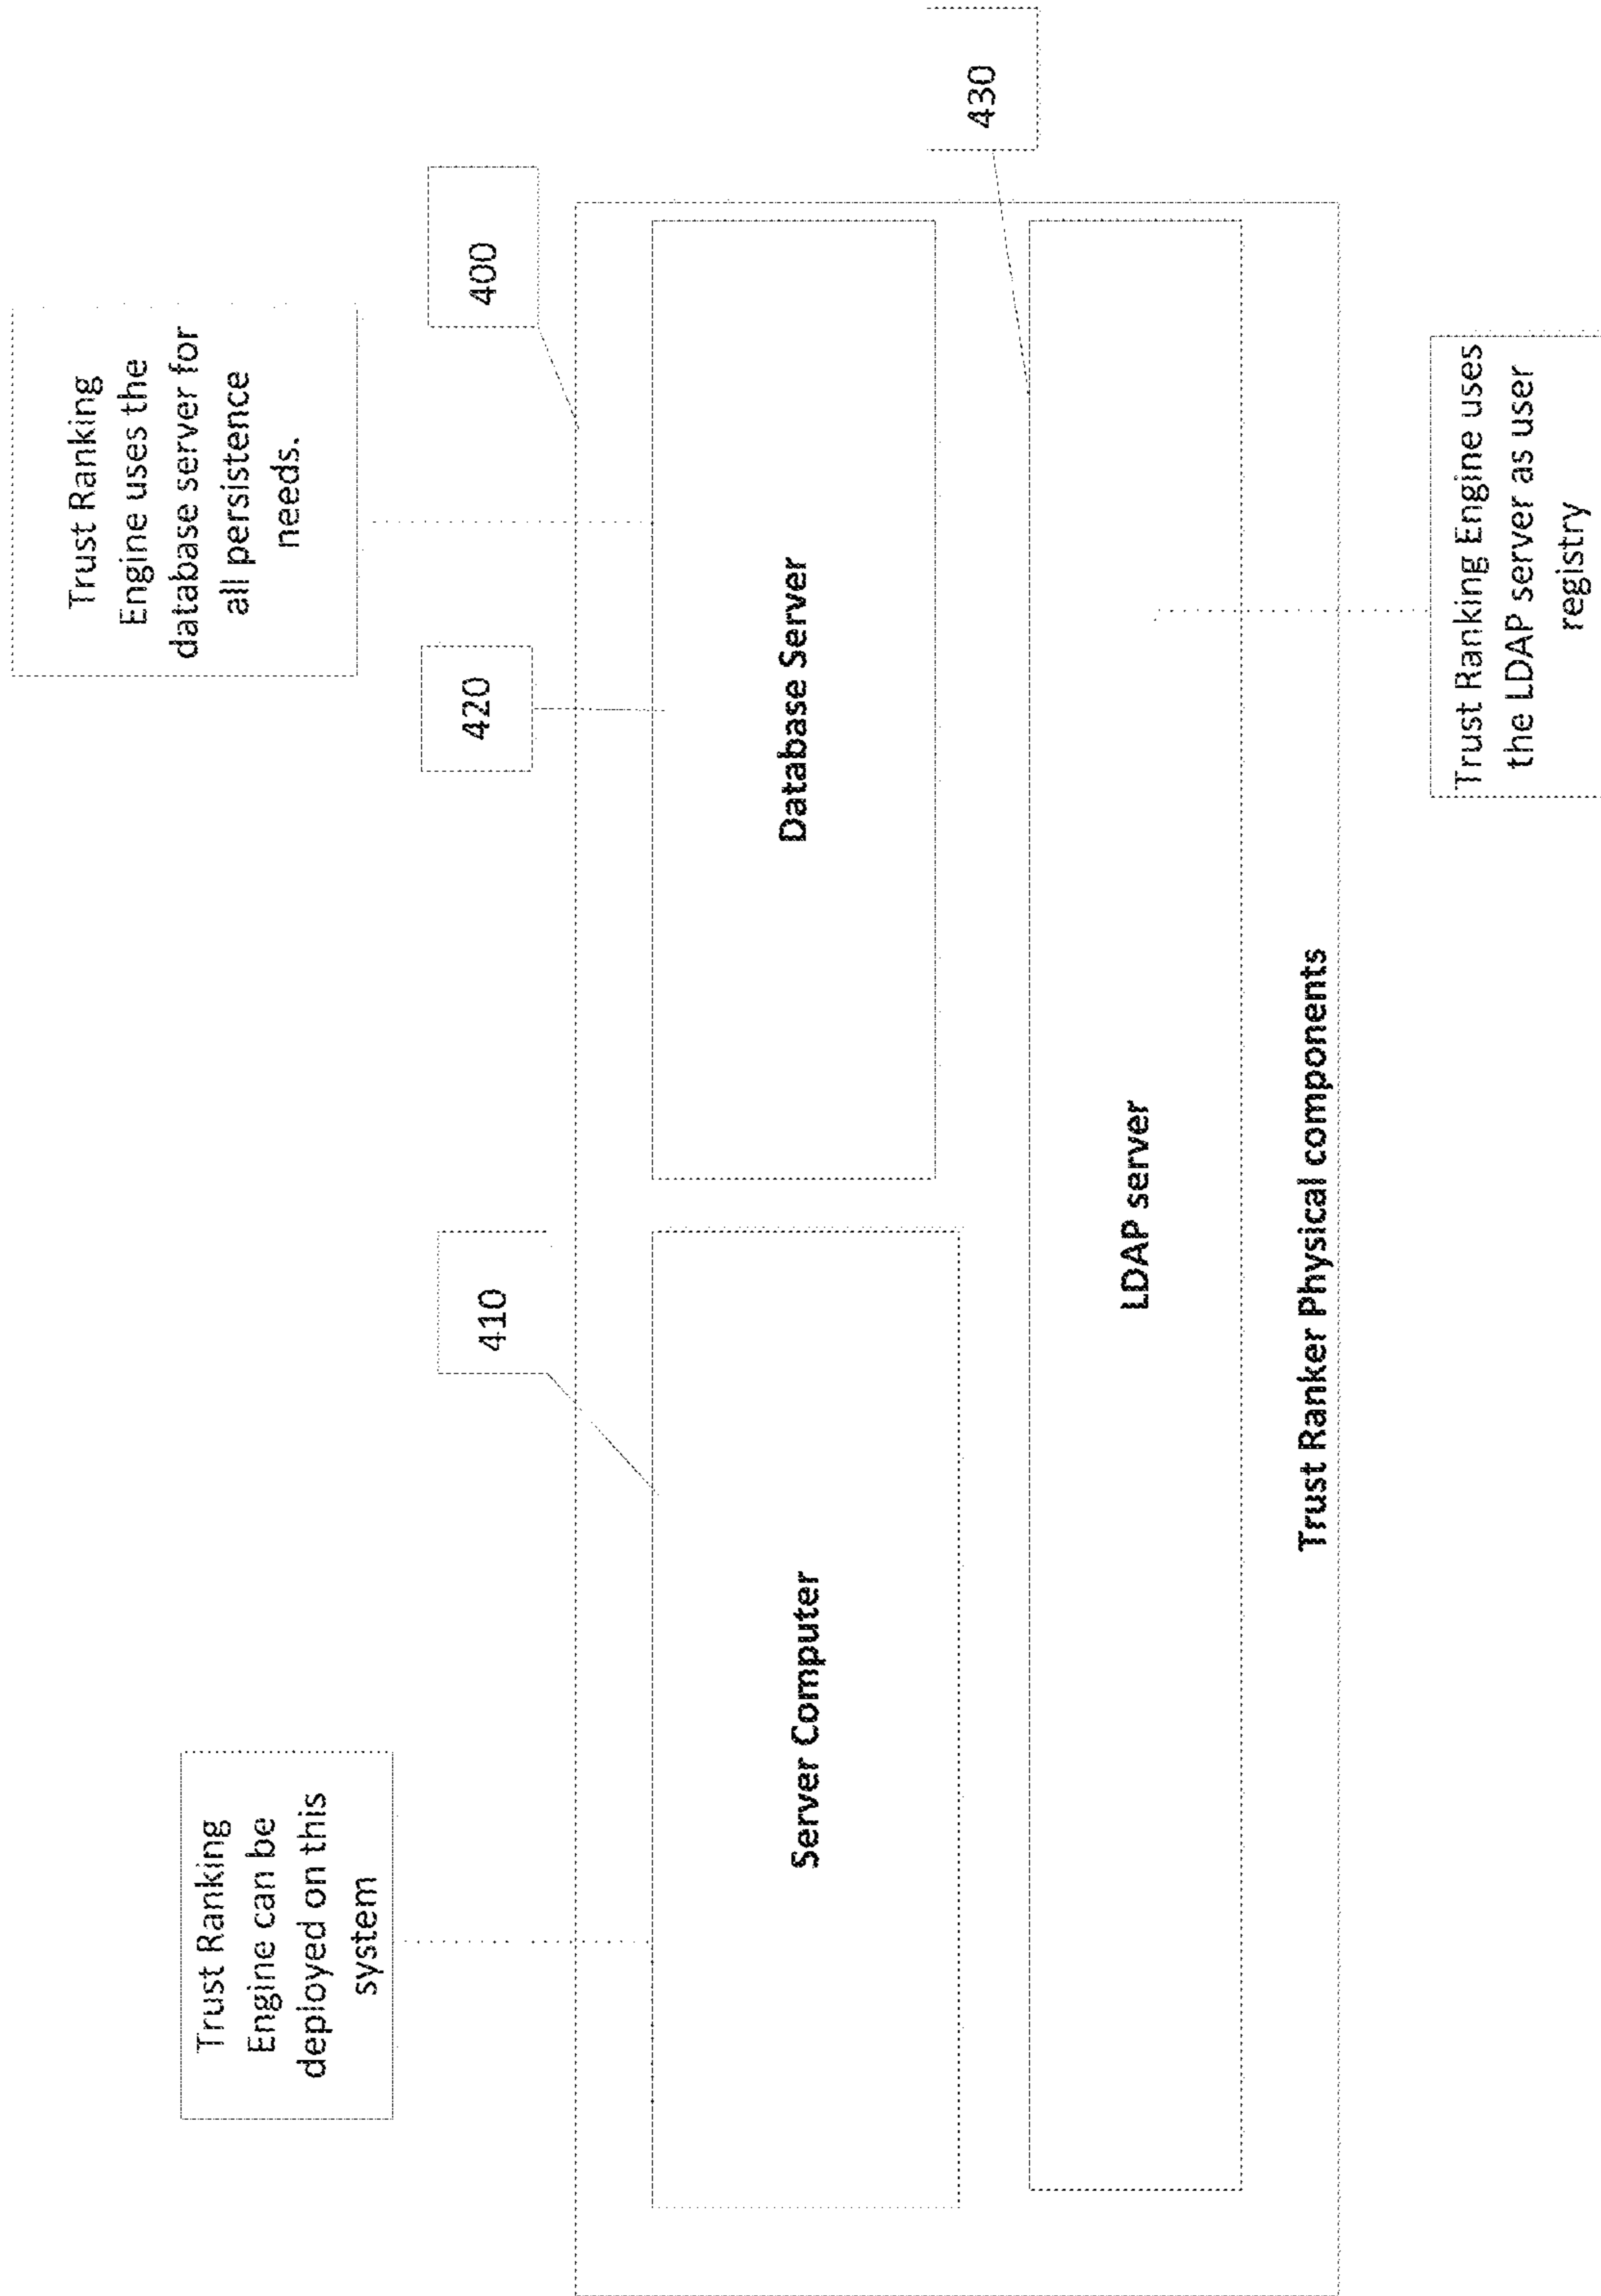 Trust Ranking
Engine can be
deployed on this
system
Trust Ranking
Engine uses the
database server for
all persistence
needs.
410
420
400
Server Computer
Database Server
430
LDAP server
Trust Ranker Physical components
Trust Ranking Engine uses
the LDAP server as user
registry